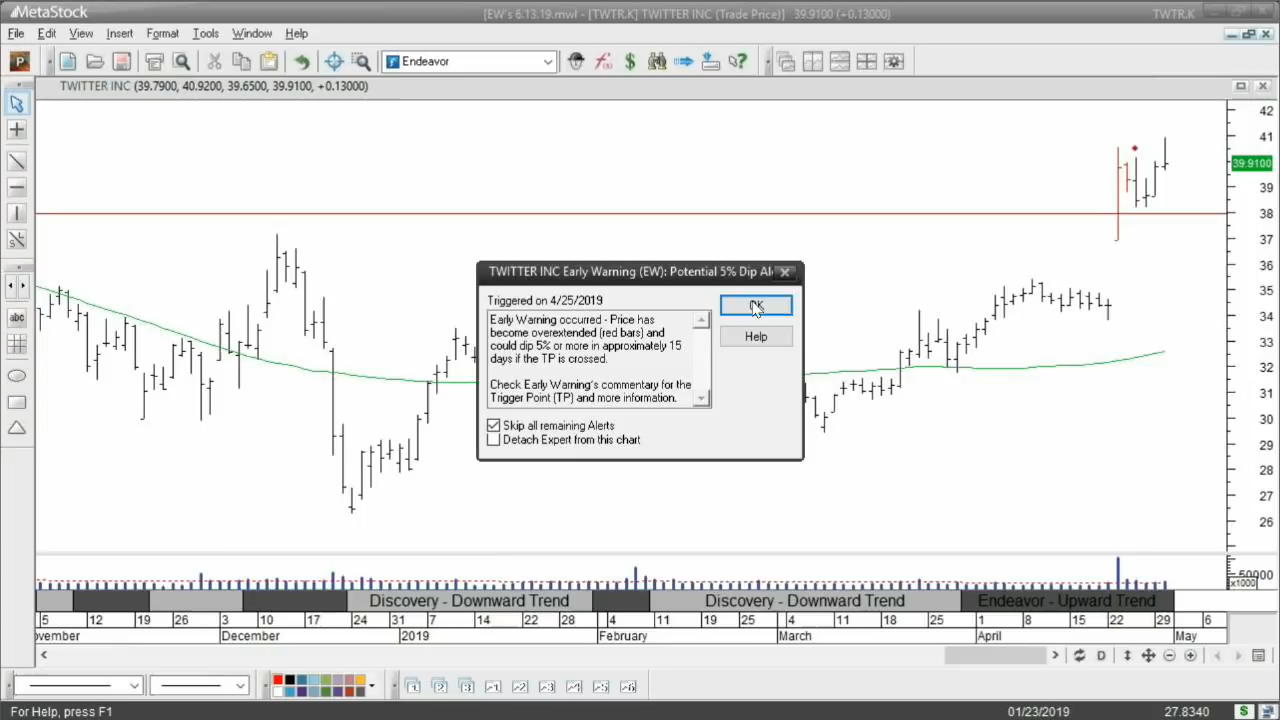 MetaStock
[EW's 6.13.19.mwl - [TWTR.K] TWITTER INC (Trade Price)] 39.9100 (+0.13000)
TWTR.K
File Edit View Insert Format Tools Window Help
P
Endeavor
TWITTER INC (39.7900, 40.9200, 39.6500, 39.9100, +0.13000)
42
41
39.9100
39
38
37
36
35
34
33
32
31
30
29
28
27
26
TWITTER INC Early Warning (EW): Potential 5% Dip Al
Triggered on 4/25/2019
OK
Early Warning occurred - Price has
become overextended (red bars) and
could dip 5% or more in approximately 15
days if the TP is crossed.
Help
Check Early Warning's commentary for the
Trigger Point (TP) and more information.
Skip all remaining Alerts
Detach Expert from this chart
abc
50000
x1000
Discovery - Downward Trend Discovery - Downward Trend Endeavor - Upward Trend
5 12 19 26 3 10 17 24 31 7 14 22 28 4 11 19 25 4 11 18 25 1 8 15 22 29 6
ovember December 2019 February March April May
D
For Help, press F1
01/23/2019
27.8340
$